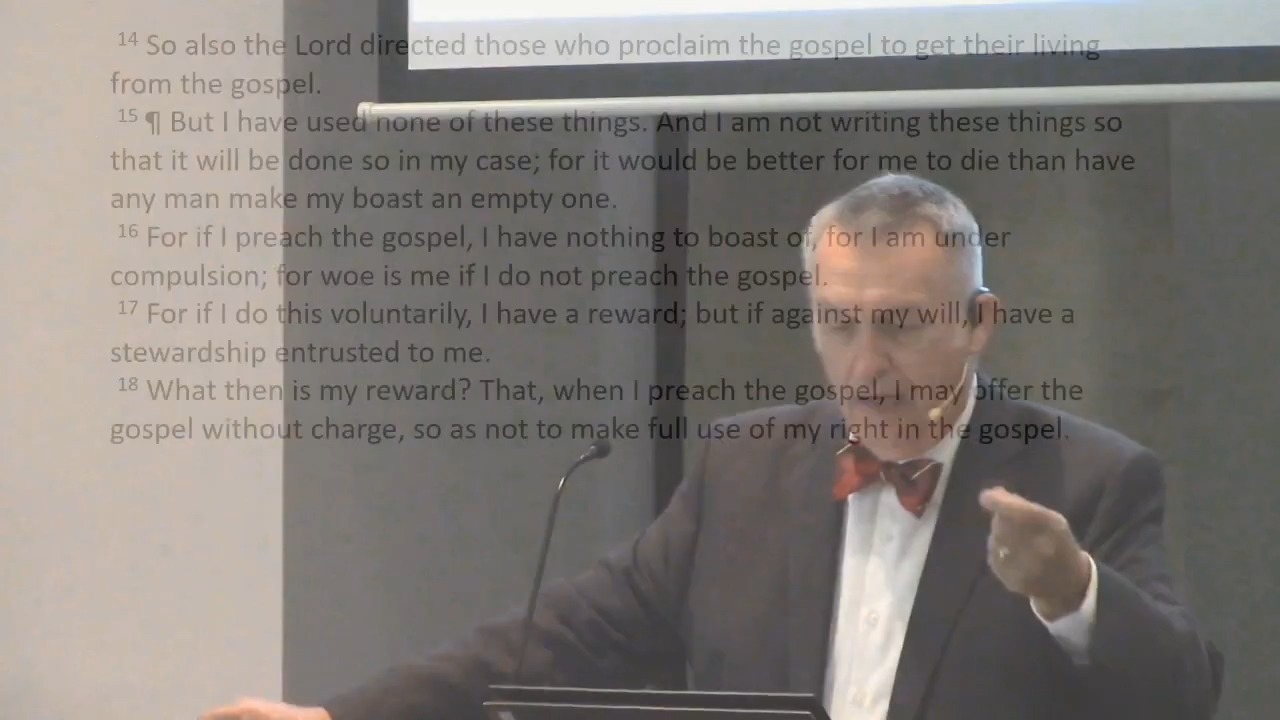 14 So also the Lord directed those who proclaim the gospel to get their living
from the gospel.
15 ¶ But I have used none of these things. And I am not writing these things so
that it will be done so in my case; for it would be better for me to die than have
any man make my boast an empty one.
16 For if I preach the gospel, I have nothing to boast of, for I am under
compulsion; for woe is me if I do not preach the gospel.
17 For if I do this voluntarily, I have a reward; but if against my will, I have a
stewardship entrusted to me.
18 What then is my reward? That, when I preach the gospel, I may offer the
gospel without charge, so as not to make full use of my right in the gospel.